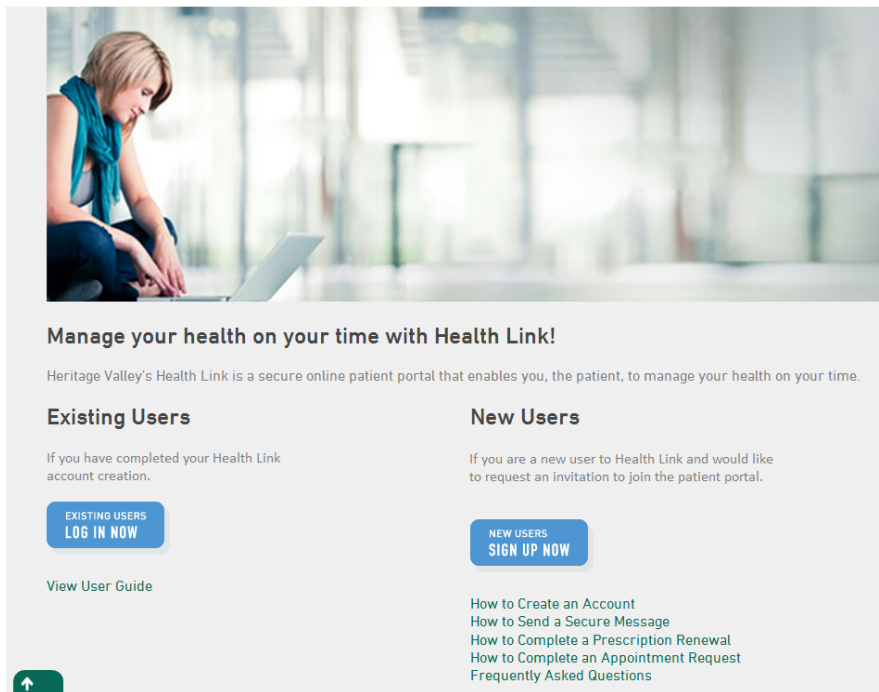 Manage your health on your time with Health Link!
Heritage Valley's Health Link is a secure online patient portal that enables you, the patient, to manage your health on your time.
Existing Users
If you have completed your Health Link
account creation.
EXISTING USERS
LOG IN NOW
View User Guide
New Users
If you are a new user to Health Link and would like
to request an invitation to join the patient portal.
NEW USERS
SIGN UP NOW
How to Create an Account
How to Send a Secure Message
How to Complete a Prescription Renewal
How to Complete an Appointment Request
Frequently Asked Questions